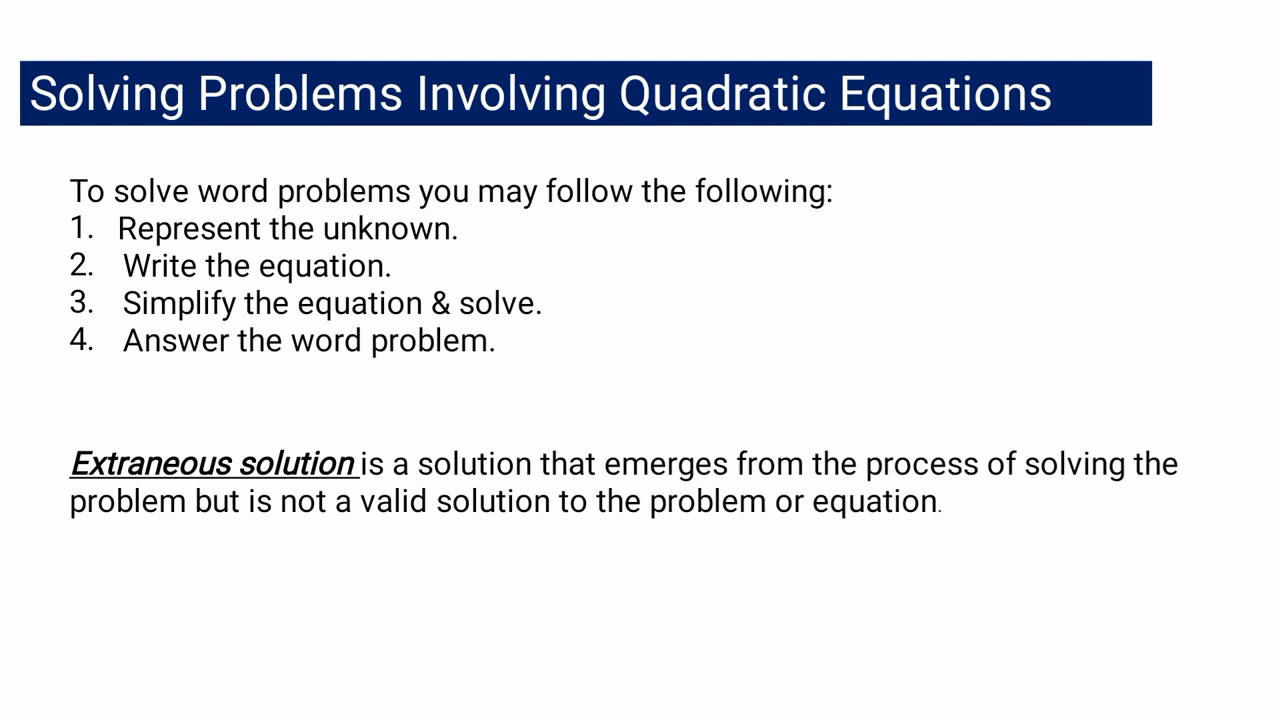 Solving Problems Involving Quadratic Equations
To solve word problems you may follow the following:
1. Represent the unknown.
2. Write the equation.
3. Simplify the equation & solve.
4. Answer the word problem.
Extraneous solution is a solution that emerges from the process of solving the
problem but is not a valid solution to the problem or equation.